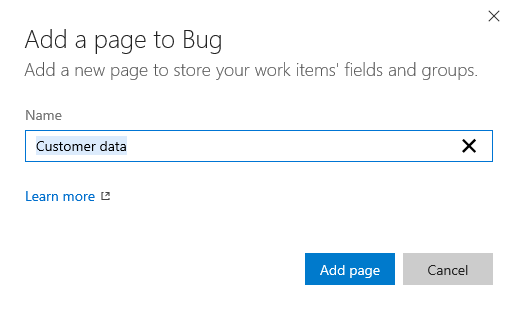 Add a page to Bug
Add a new page to store your work items' fields and groups.
Name
Customer data
Learn more
Add page
Cancel